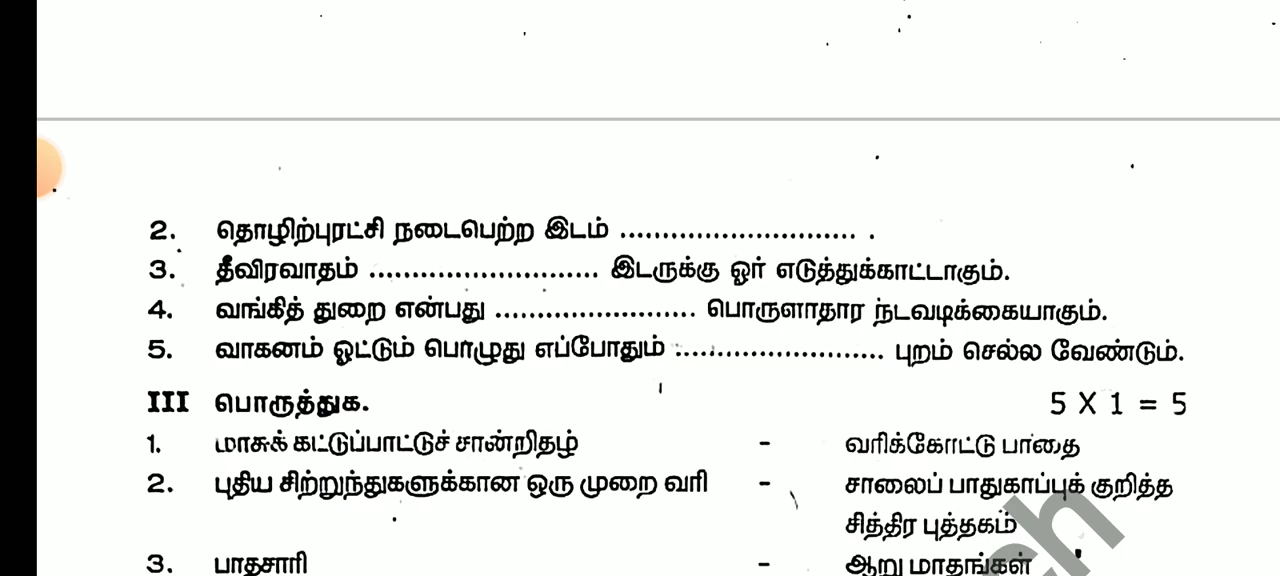 2. தொழிற்புரட்சி நடைபெற்ற இடம் ............................ .
3. தீவிரவாதம் ........................... இடருக்கு ஓர் எடுத்துக்காட்டாகும்.
4. வங்கித் துறை என்பது ........................ பொருளாதார நடவடிக்கையாகும்.
5. வாகனம் ஓட்டும் பொழுது எப்போதும் ......................... புறம் செல்ல வேண்டும்.
III பொருத்துக. 5 X 1 = 5
1. மாசுக் கட்டுப்பாட்டுச் சான்றிதழ் - வரிக்கோட்டு பாதை
2. புதிய சிற்றுந்துகளுக்கான ஒரு முறை வரி - சாலைப் பாதுகாப்புக் குறித்த
சித்திர புத்தகம்
3. பாதசாரி - ஆறு மாதங்கள்